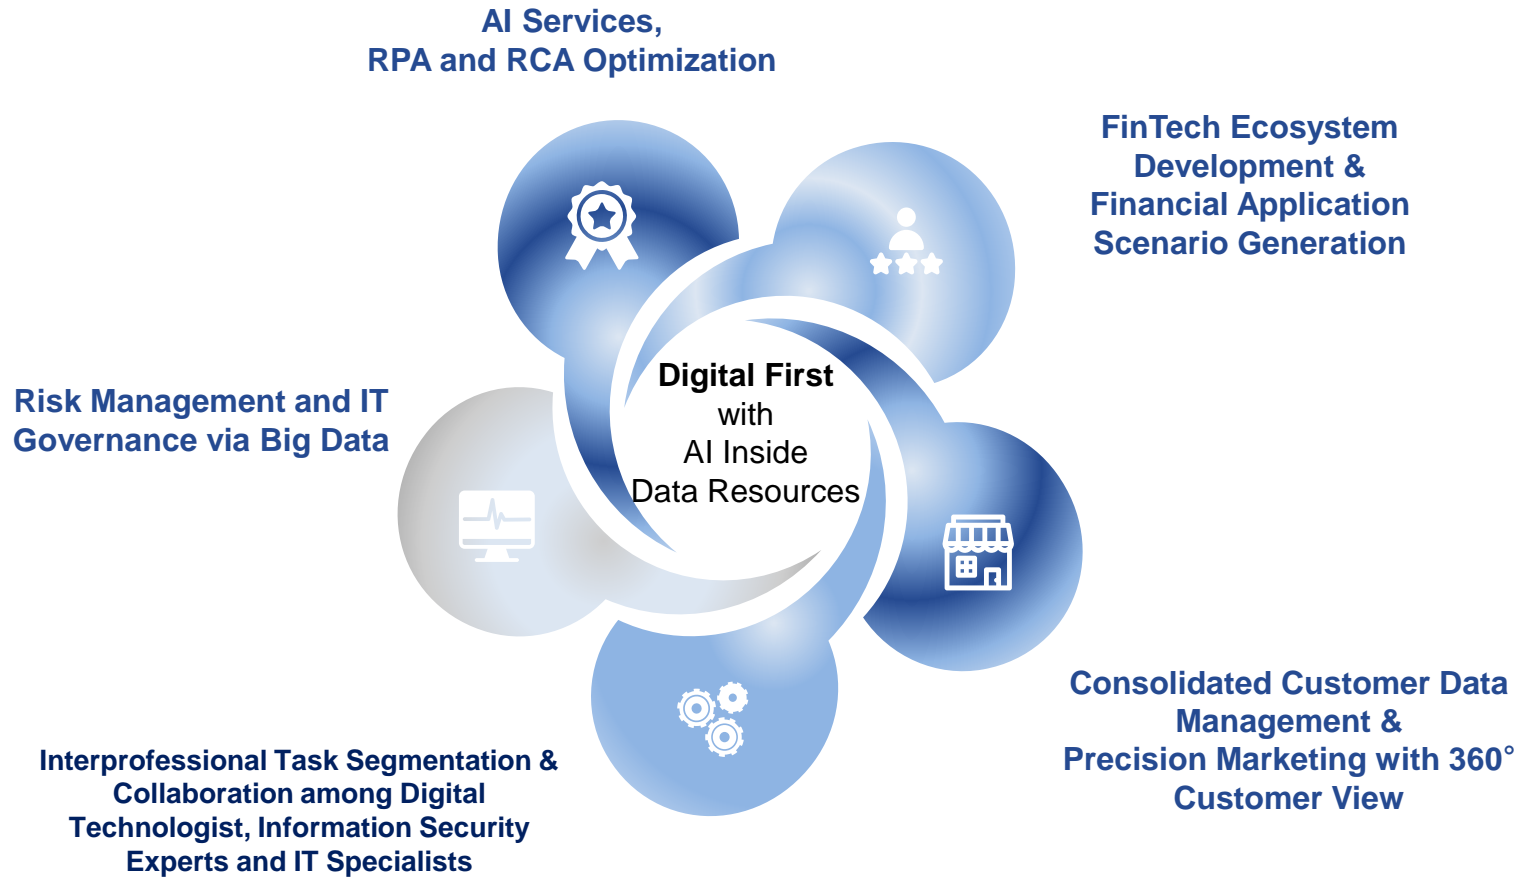 AI Services,
RPA and RCA Optimization
FinTech Ecosystem
Development &
Financial Application
Scenario Generation
Digital First
with
AI Inside
Data Resources
Risk Management and IT
Governance via Big Data
Consolidated Customer Data
Management &
Precision Marketing with 360°
Customer View
Interprofessional Task Segmentation &
Collaboration among Digital
Technologist, Information Security
Experts and IT Specialists